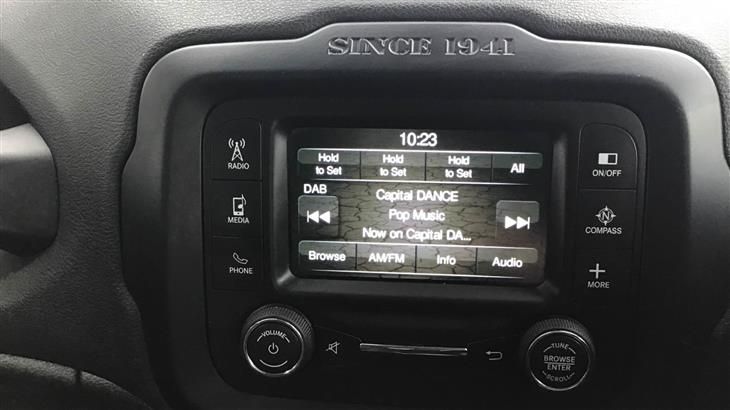 SINCE 1941
10:23
Hold to Set
Hold to Set
Hold to Set
All
DAB
Capital DANCE
Pop Music
Now on Capital DA...
Browse
AM/FM
Info
Audio
RADIO
MEDIA
PHONE
ON/OFF
N
COMPASS
MORE
VOLUME
TUNE
BROWSE
ENTER
SCROLL